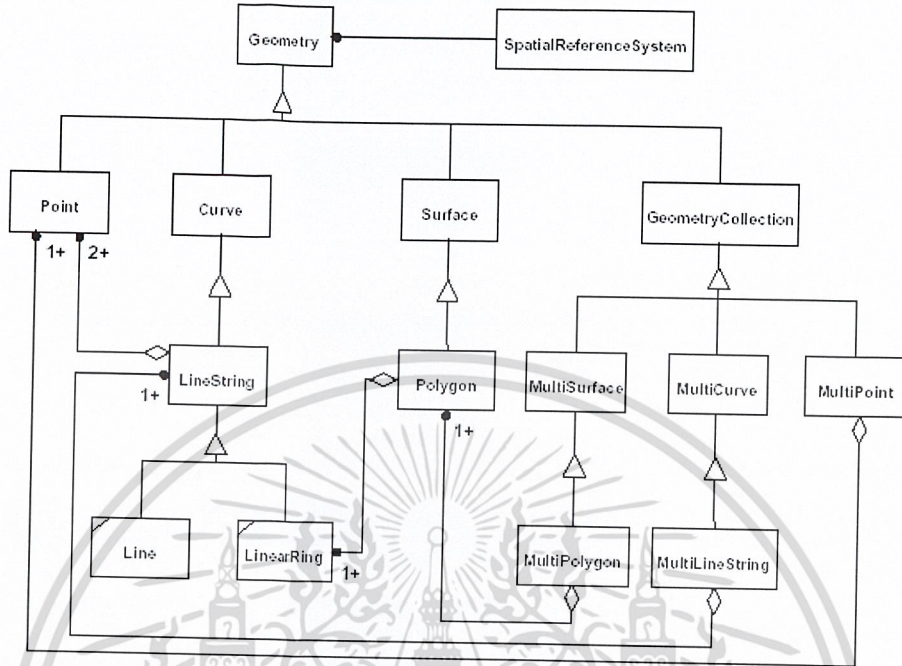 Geometry
SpatialReferenceSystem
Point
Curve
Surface
GeometryCollection
1+
2+
LineString
1+
Polygon
1+
MultiSurface
MultiCurve
MultiPoint
Line
LinearRing
1+
MultiPolygon
MultiLineString